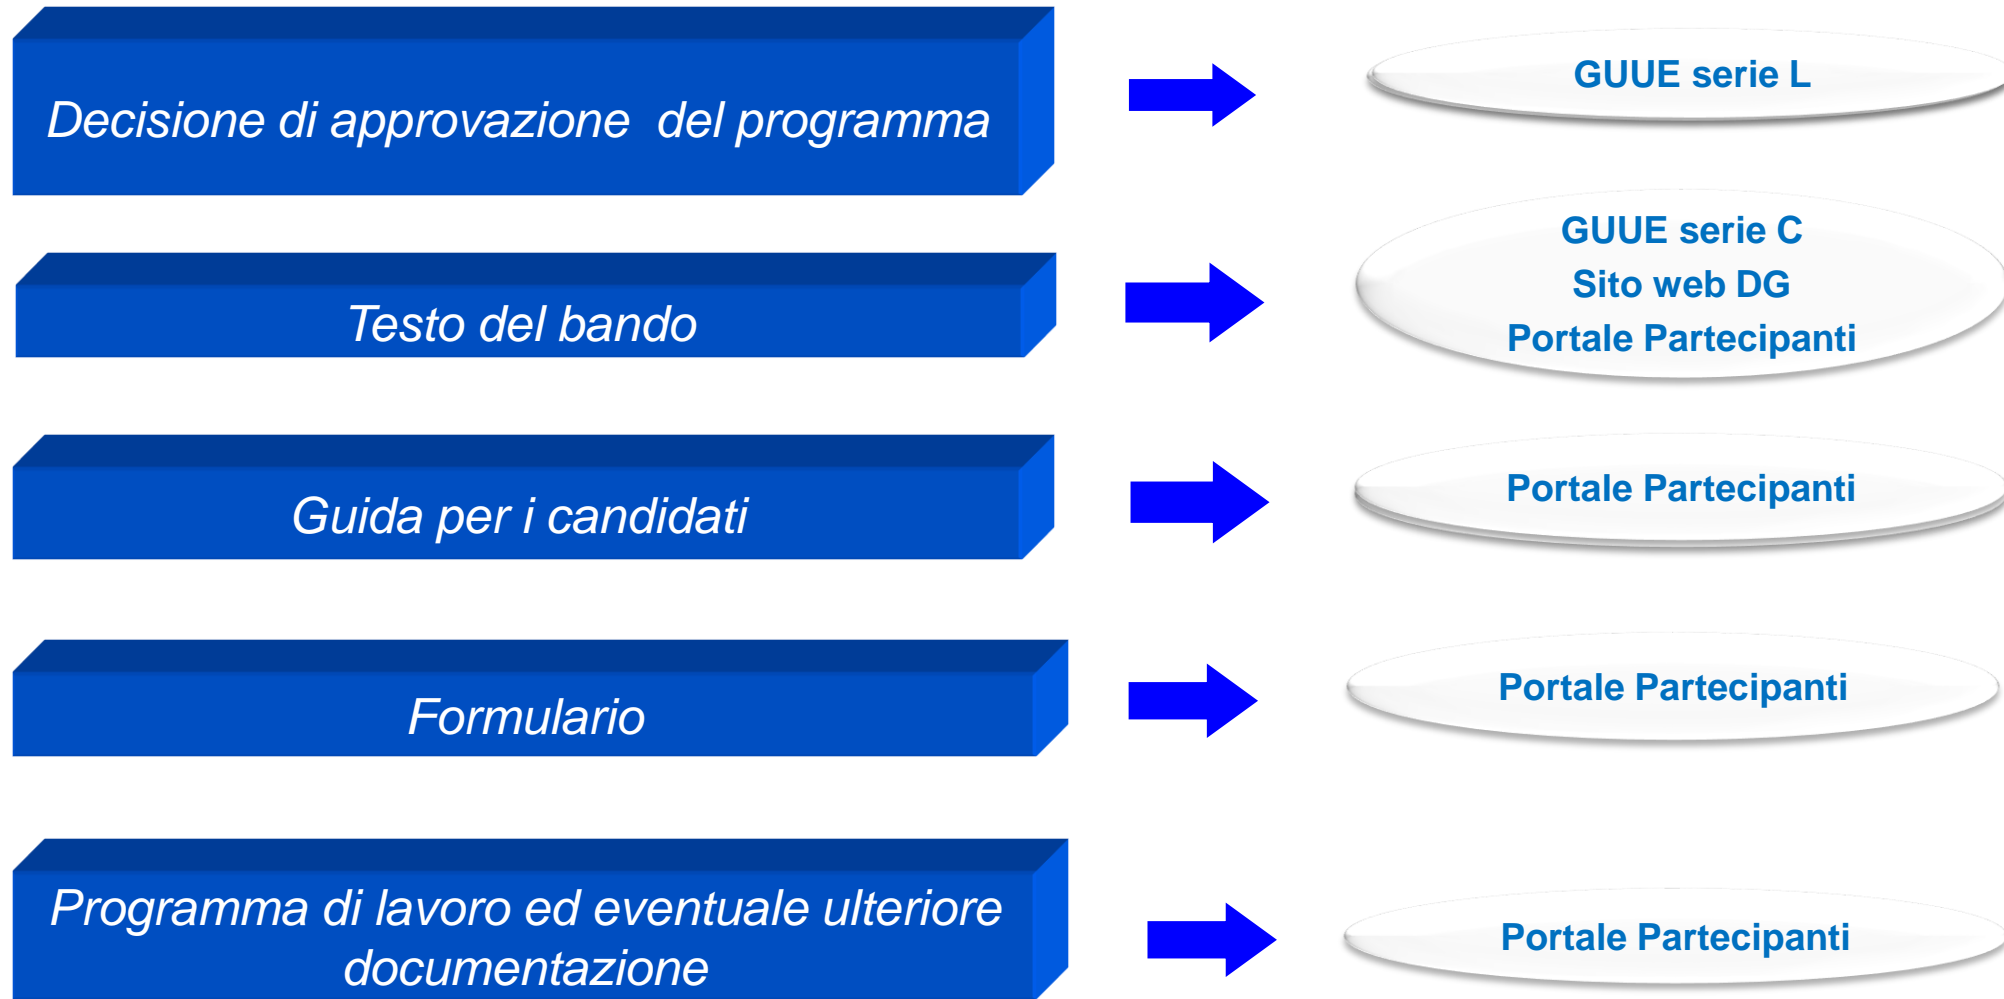 Decisione di approvazione del programma
GUUE serie L
Testo del bando
GUUE serie C
Sito web DG
Portale Partecipanti
Guida per i candidati
Portale Partecipanti
Formulario
Portale Partecipanti
Programma di lavoro ed eventuale ulteriore
documentazione
Portale Partecipanti